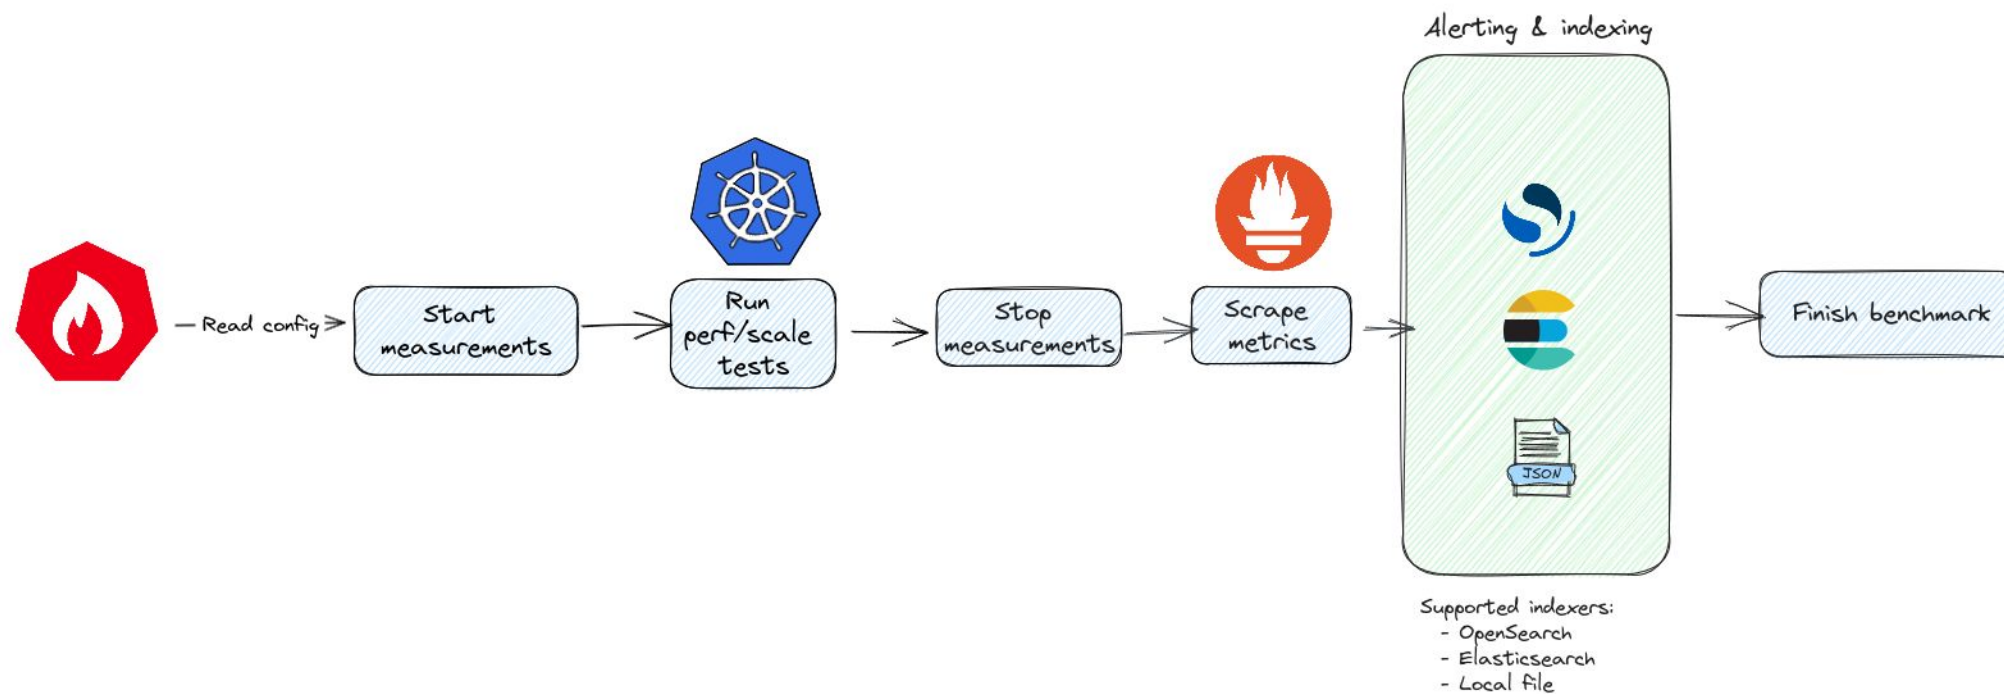 Alerting & indexing
Read config
Start
measurements
Run
perf/scale
tests
Stop
measurements
Scrape
metrics
JSON
Finish benchmark
Supported indexers:
- OpenSearch
- Elasticsearch
- Local file